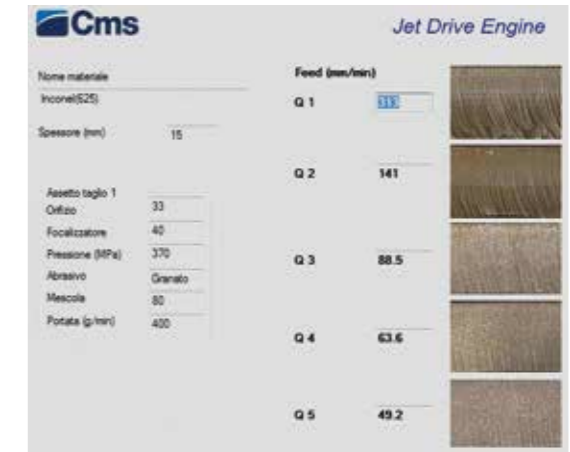 Cms
Jet Drive Engine
Nome materiale
Inconel(625)
Spessore (mm) 15
Assetto taglio 1
Orifizio 33
Focalizzatore 40
Pressione (MPa) 370
Abrasivo Granato
Mescola 80
Portata (g/min) 400
Feed (mm/min)
Q 1 313
Q 2 141
Q 3 88.5
Q 4 63.6
Q 5 49.2